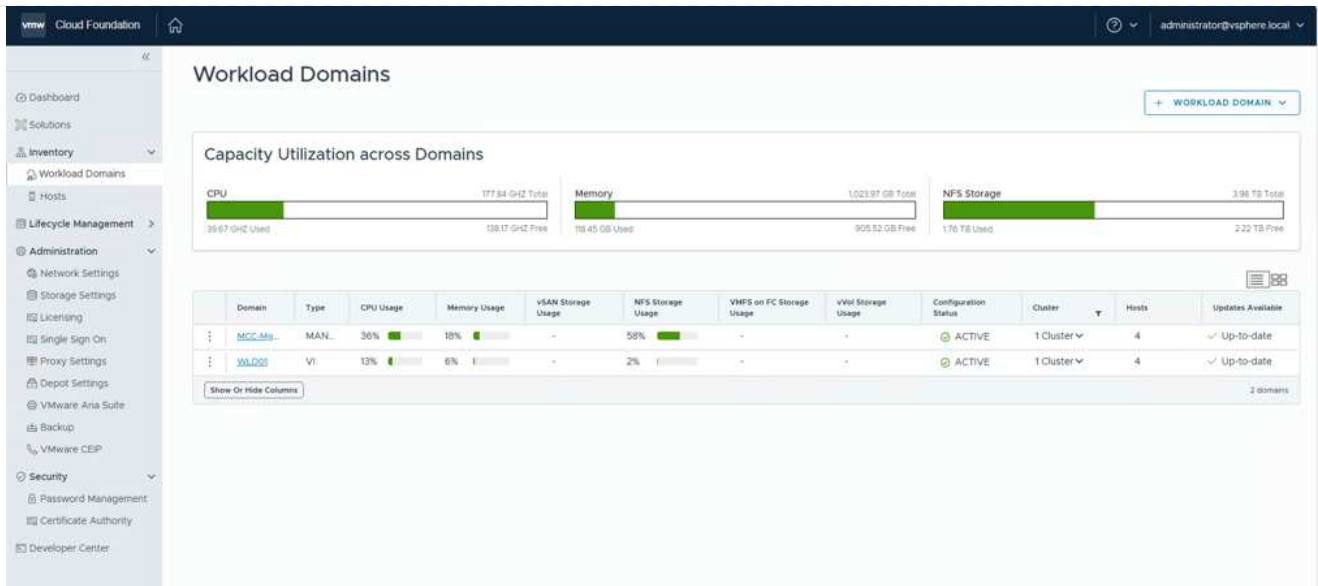 vmw Cloud Foundation
administrator@vsphere.local
Dashboard
Solutions
Inventory
Workload Domains
Hosts
Lifecycle Management
Administration
Network Settings
Storage Settings
Licensing
Single Sign On
Proxy Settings
Depot Settings
VMware Aria Suite
Backup
VMware CEIP
Security
Password Management
Certificate Authority
Developer Center
Workload Domains
+ WORKLOAD DOMAIN
Capacity Utilization across Domains
CPU 177.84 GHZ Total
39.67 GHZ Used 138.17 GHZ Free
Memory 1,023.97 GB Total
118.45 GB Used 905.52 GB Free
NFS Storage 3.98 TB Total
1.76 TB Used 2.22 TB Free
Domain Type CPU Usage Memory Usage vSAN Storage Usage NFS Storage Usage VMFS on FC Storage Usage vVol Storage Usage Configuration Status Cluster Hosts Updates Available
MCC-Mg... MAN... 36% 18% - 58% - - ACTIVE 1 Cluster 4 Up-to-date
WLD01 VI 13% 6% - 2% - - ACTIVE 1 Cluster 4 Up-to-date
Show Or Hide Columns 2 domains